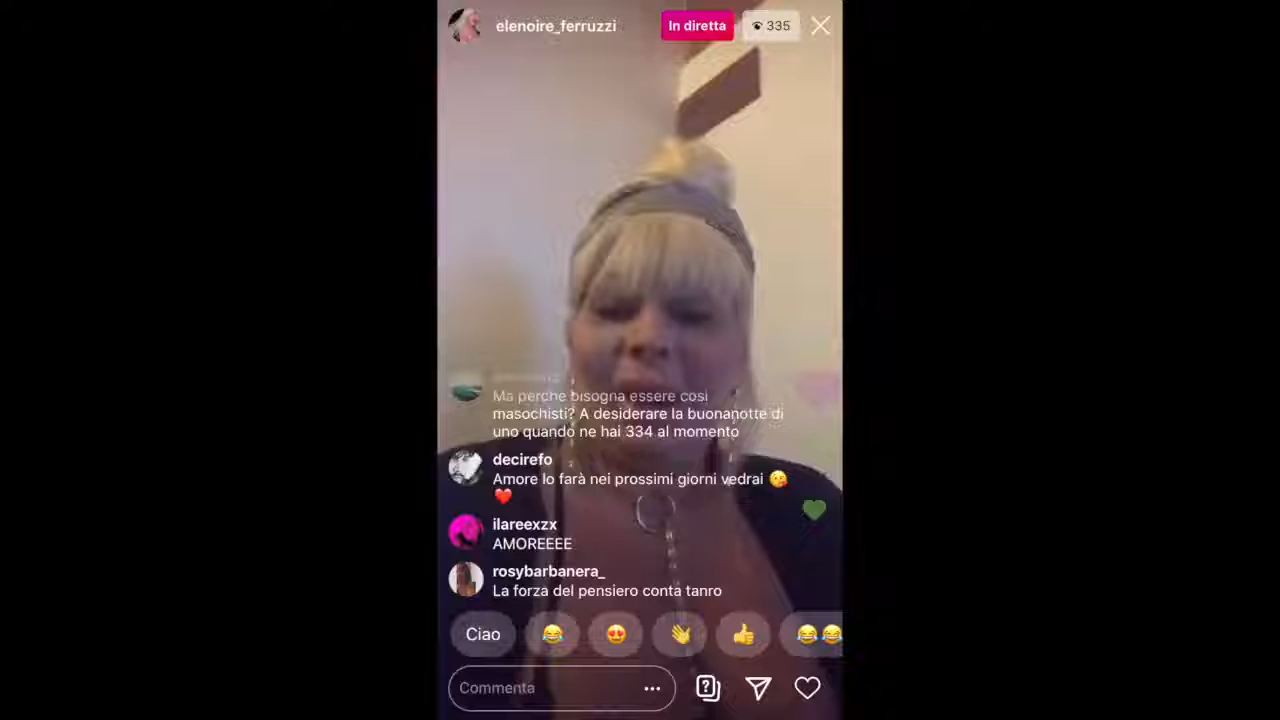 elenoire_ferruzzi
In diretta
335
Ma perche bisogna essere cosi
masochisti? A desiderare la buonanotte di
uno quando ne hai 334 al momento
decirefo
Amore lo farà nei prossimi giorni vedrai 😘
❤️
ilareexzx
AMOREEEE
rosybarbanera_
La forza del pensiero conta tanro
Ciao 😂 😍 👋 👍 😂😂
Commenta